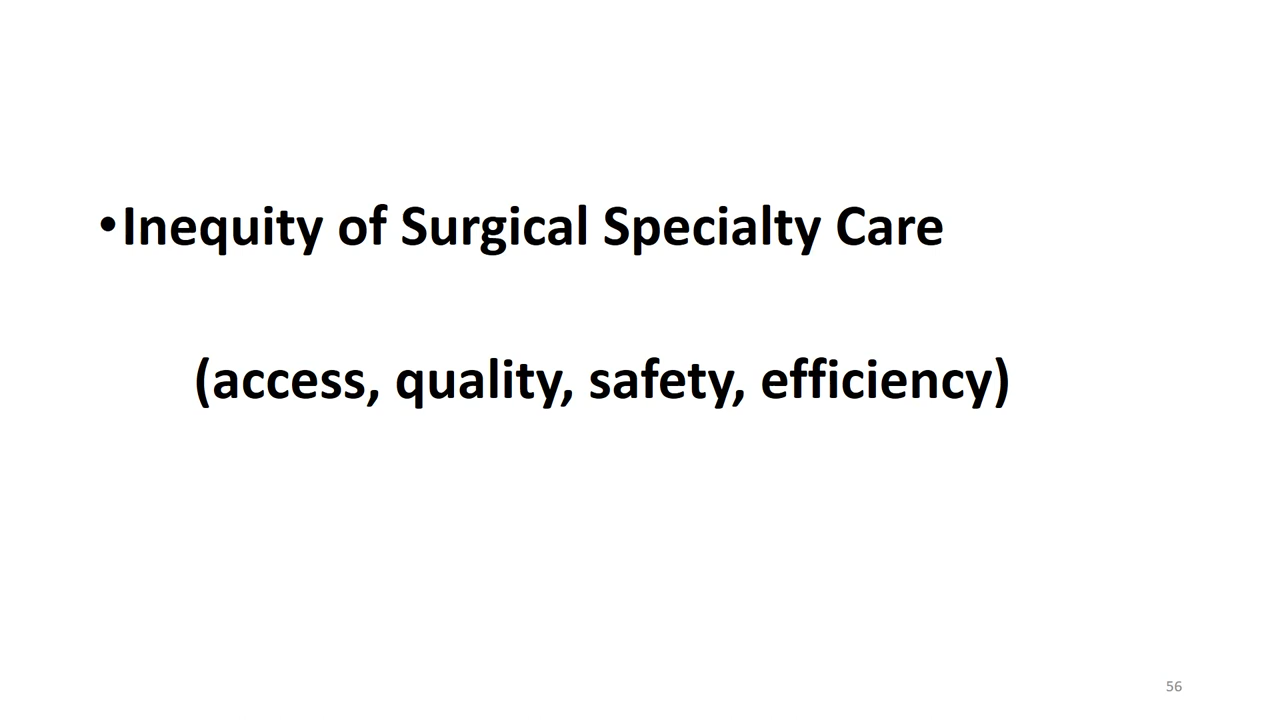 •Inequity of Surgical Specialty Care
(access, quality, safety, efficiency)
56